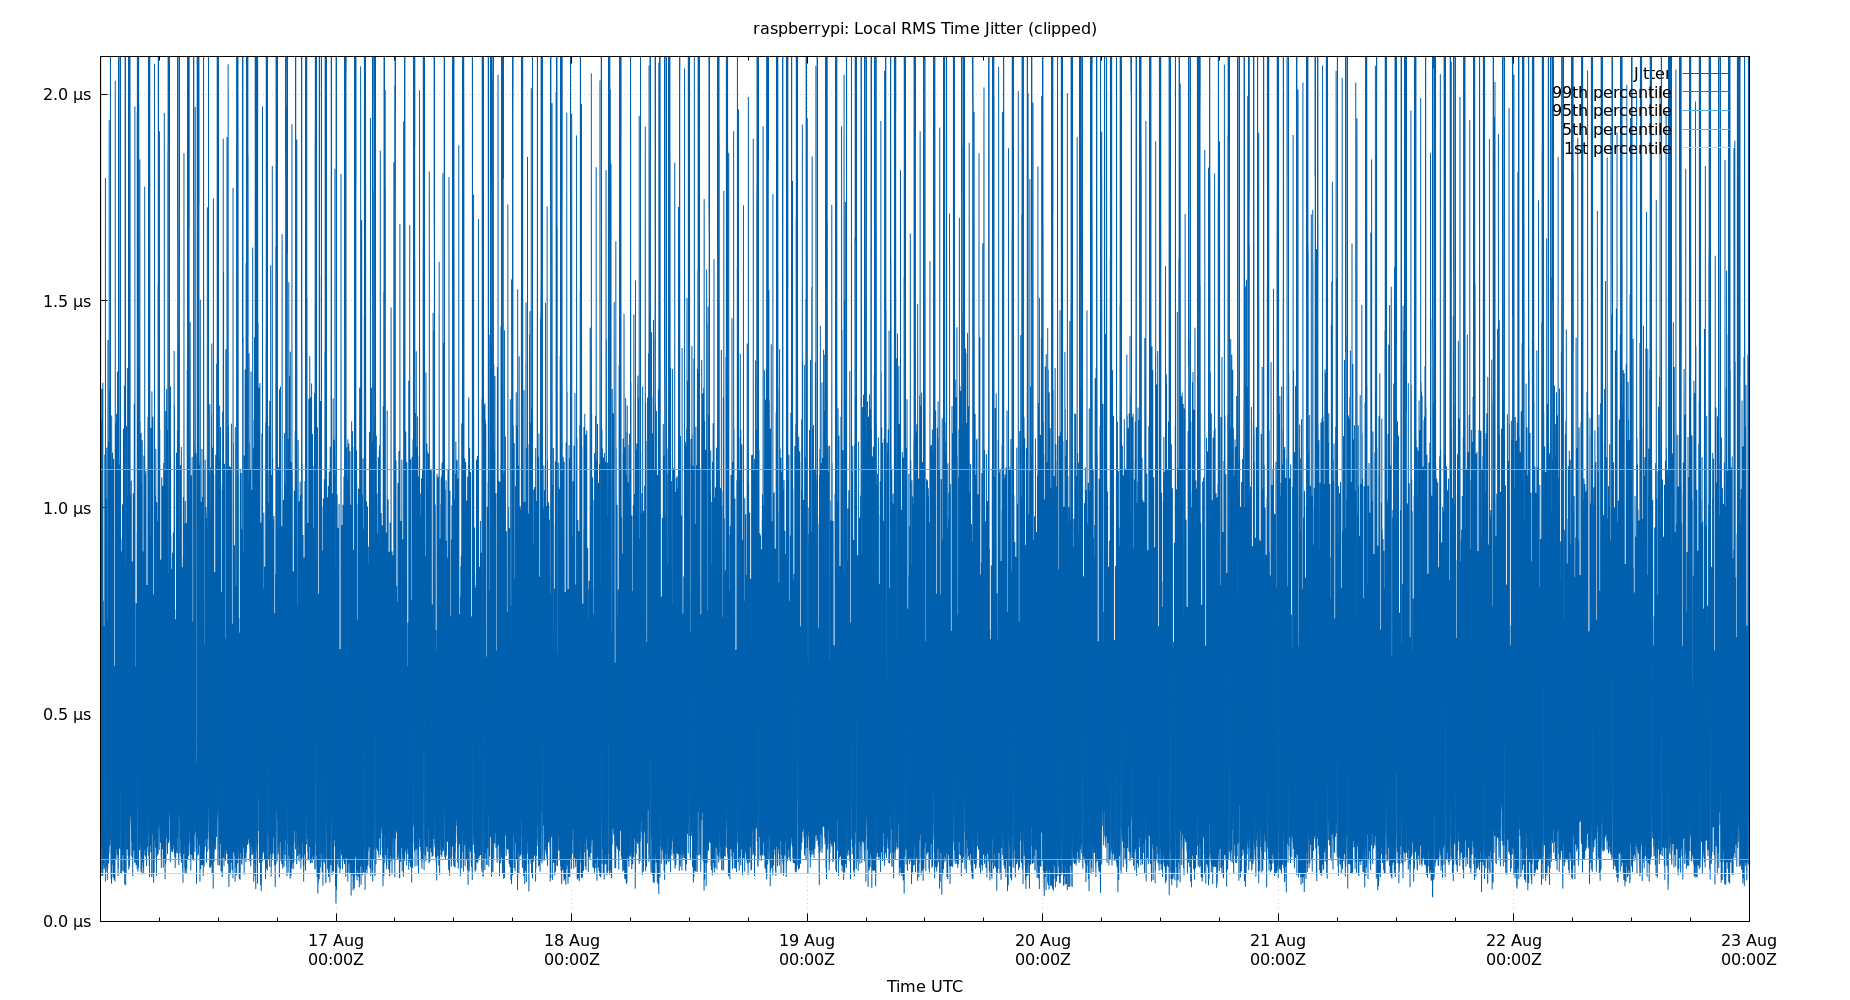 raspberrypi: Local RMS Time Jitter (clipped)
2.0 µs
1.5 µs
1.0 µs
0.5 µs
0.0 µs
Jitter
99th percentile
95th percentile
5th percentile
1st percentile
17 Aug 18 Aug 19 Aug 20 Aug 21 Aug 22 Aug 23 Aug
00:00Z 00:00Z 00:00Z 00:00Z 00:00Z 00:00Z 00:00Z
Time UTC